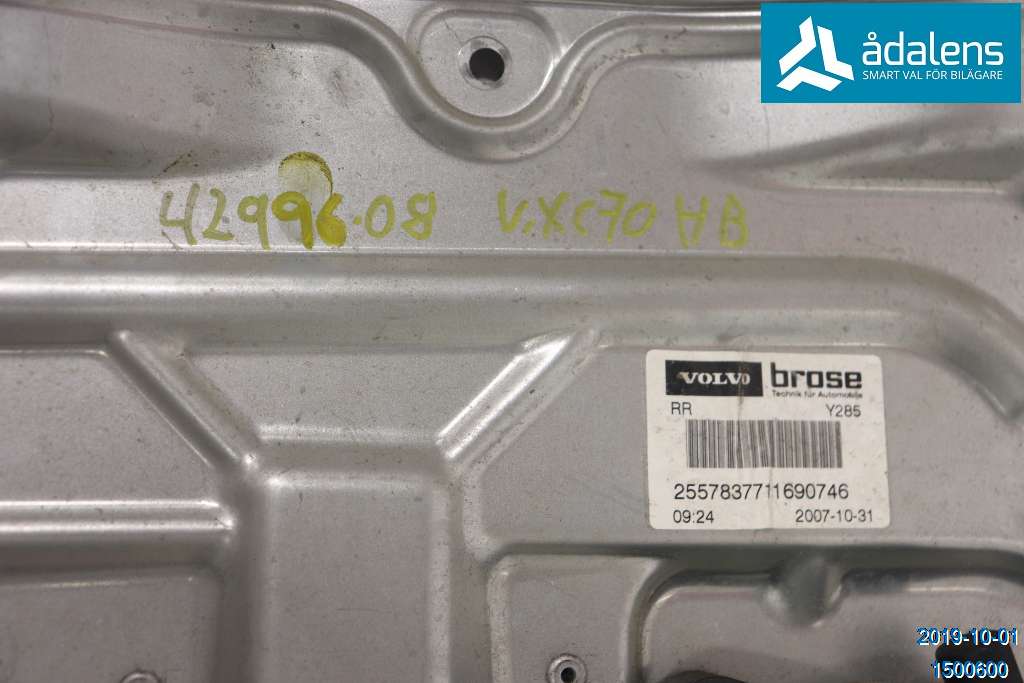 ådalens
SMART VAL FÖR BILÄGARE
42996-08 V.XC70 HB
VOLVO brose
Technik für Automobile
RR Y285
2557837711690746
09:24 2007-10-31
2019-10-01
1500600